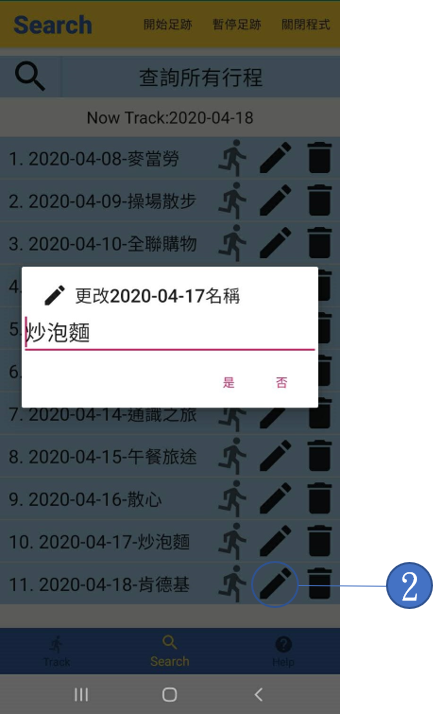 Search 開始足跡 暫停足跡 關閉程式
查詢所有行程
Now Track:2020-04-18
1. 2020-04-08-麥當勞
2. 2020-04-09-操場散步
3. 2020-04-10-全聯購物
4.
更改2020-04-17名稱
5
炒泡麵
6.
是 否
7. 2020-04-14-通識之旅
8. 2020-04-15-午餐旅途
9. 2020-04-16-散心
10. 2020-04-17-炒泡麵
11. 2020-04-18-肯德基
2
Track Search Help